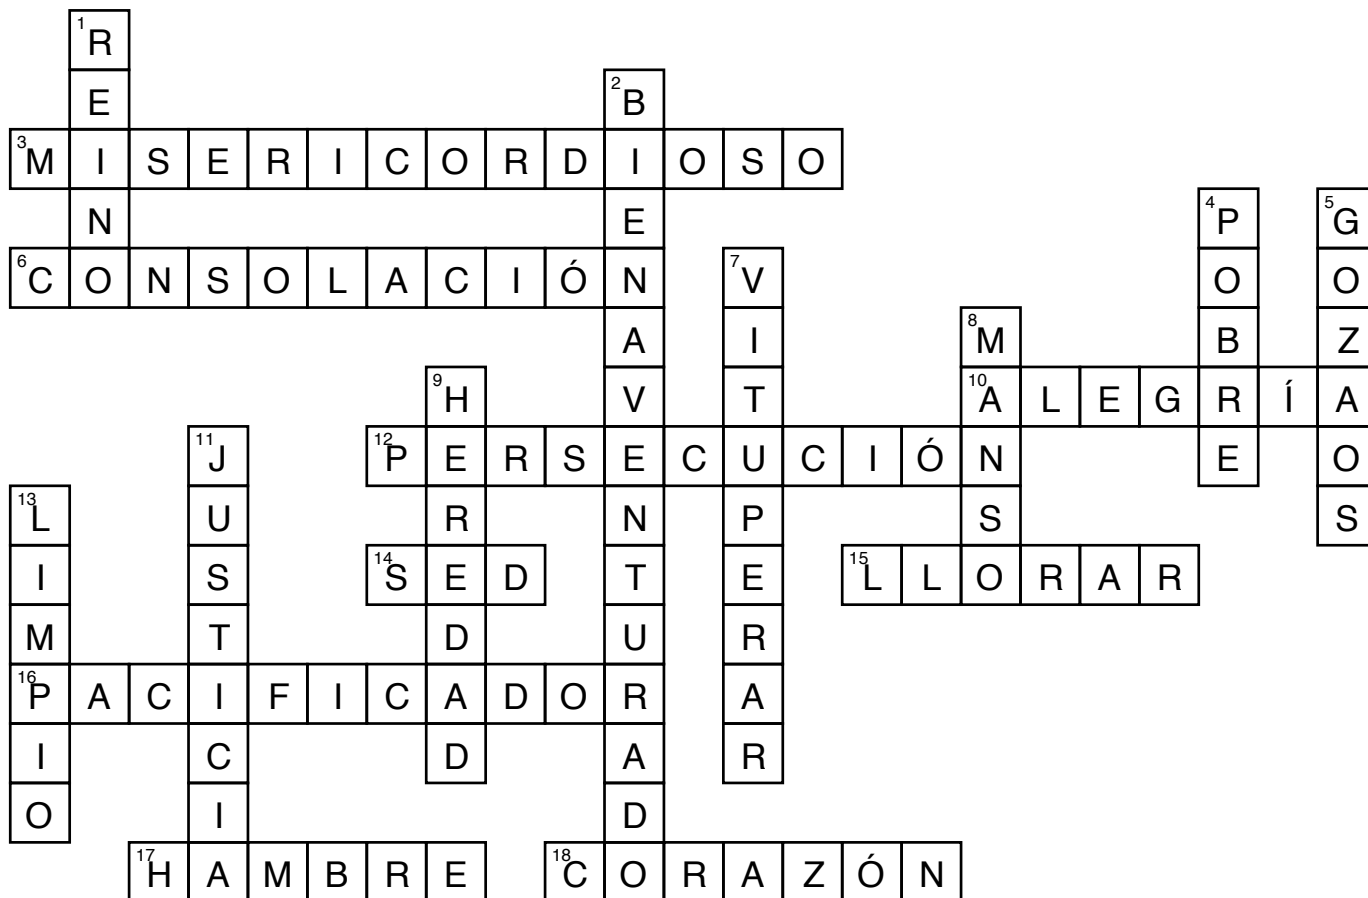 1 REINO
2 BIENAVENTURADO
3 MISERICORDIOSO
4 POBRE
5 GOZAOS
6 CONSOLACIÓN
7 VITUPERAR
8 MANSO
9 HEREDAD
10 ALEGRÍA
11 JUSTICIA
12 PERSECUCIÓN
13 LIMPIO
14 SED
15 LLORAR
16 PACIFICADOR
17 HAMBRE
18 CORAZÓN